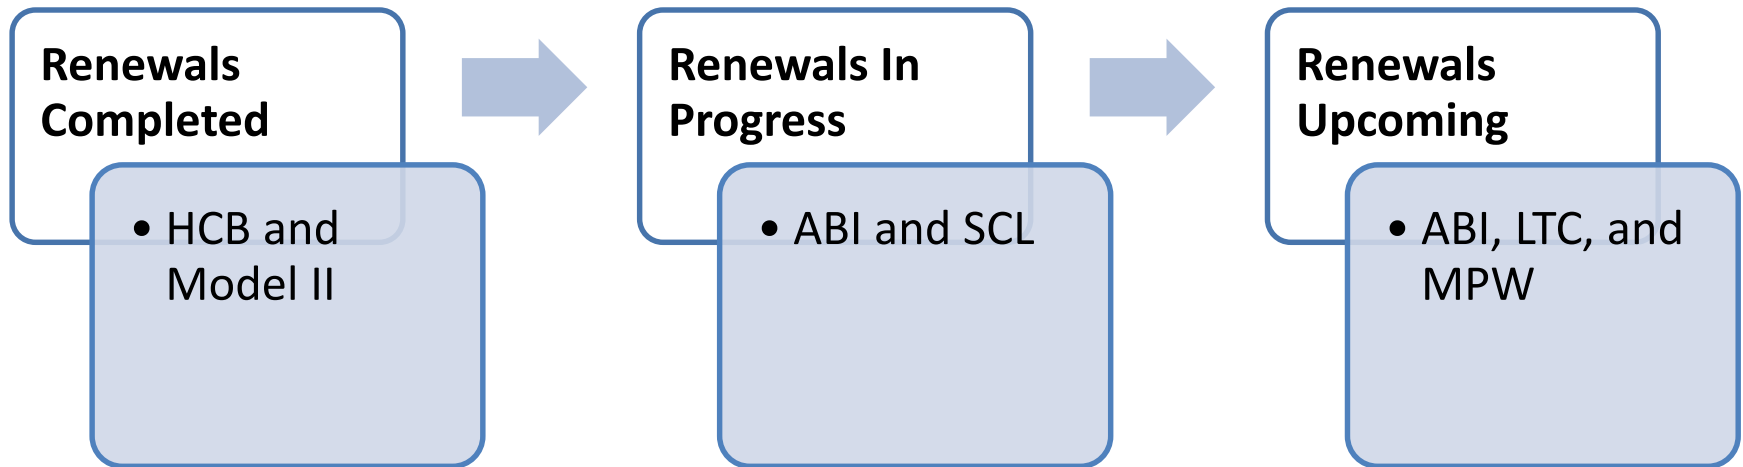 Renewals
Completed
• HCB and
Model II
Renewals In
Progress
• ABI and SCL
Renewals
Upcoming
• ABI, LTC, and
MPW